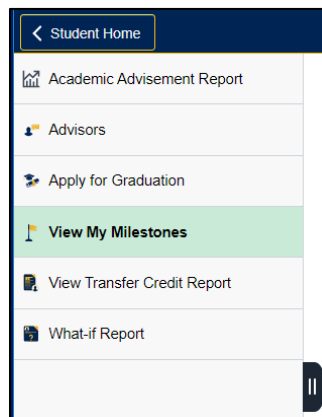 Student Home
Academic Advisement Report
Advisors
Apply for Graduation
View My Milestones
View Transfer Credit Report
What-if Report